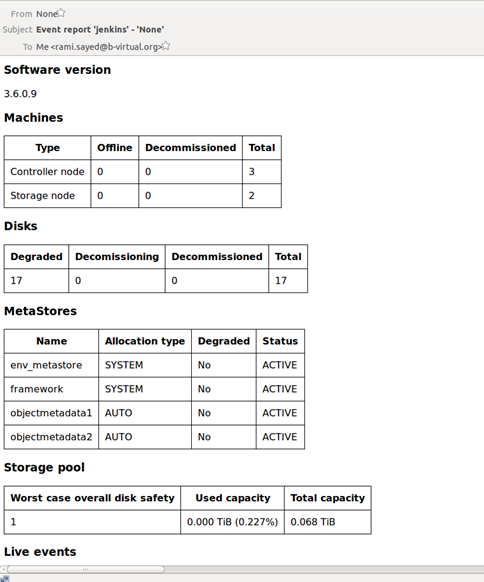 From None
Subject Event report 'jenkins' - 'None'
To Me <rami.sayed@b-virtual.org>
Software version
3.6.0.9
Machines
Type Offline Decommissioned Total
Controller node 0 0 3
Storage node 0 0 2
Disks
Degraded Decomissioning Decommissioned Total
17 0 0 17
MetaStores
Name Allocation type Degraded Status
env_metastore SYSTEM No ACTIVE
framework SYSTEM No ACTIVE
objectmetadata1 AUTO No ACTIVE
objectmetadata2 AUTO No ACTIVE
Storage pool
Worst case overall disk safety Used capacity Total capacity
1 0.000 TiB (0.227%) 0.068 TiB
Live events